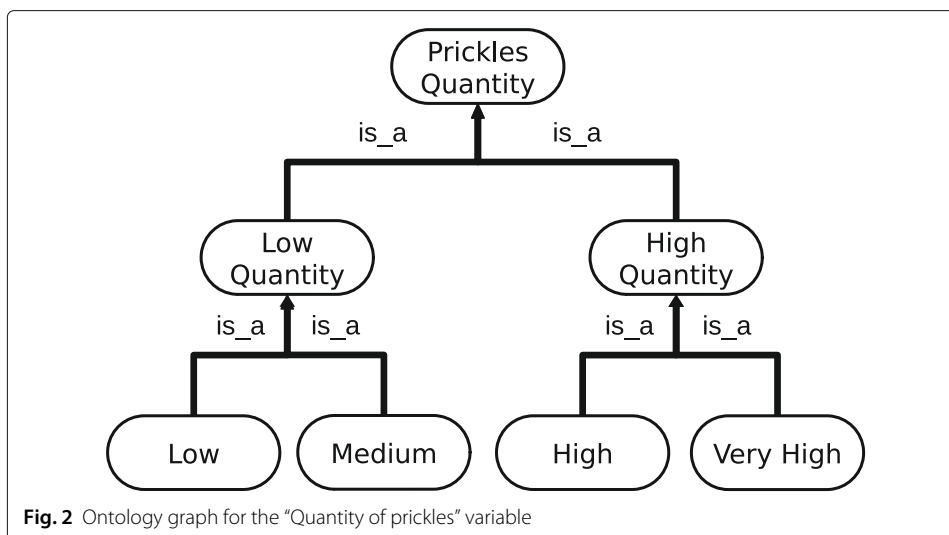 Prickles
Quantity
is_a
is_a
Low
Quantity
High
Quantity
is_a
is_a
is_a
is_a
Low
Medium
High
Very High
Fig. 2 Ontology graph for the “Quantity of prickles” variable